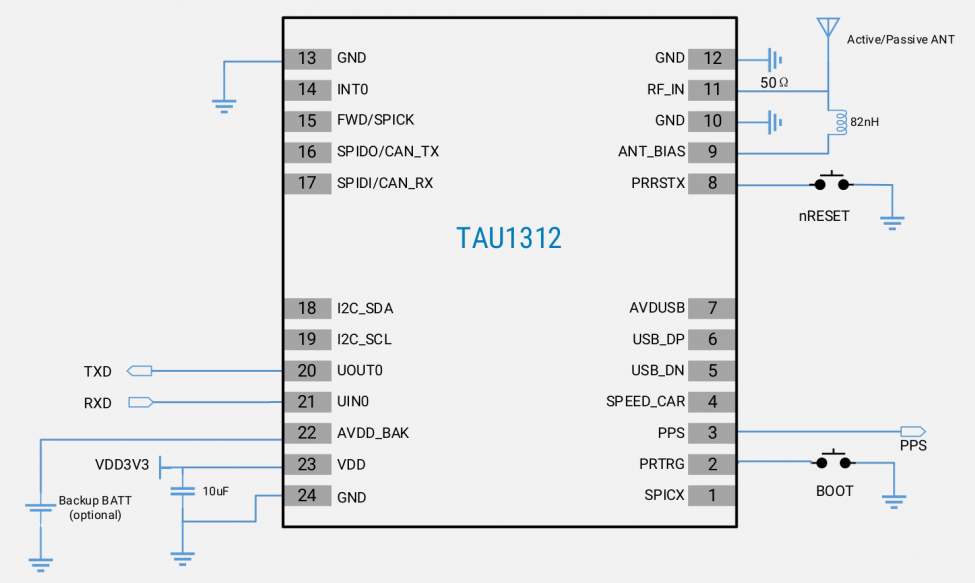 Active/Passive ANT
13 GND
GND 12
14 INT0
RF_IN 11
50 Ω
15 FWD/SPICK
GND 10
82nH
16 SPIDO/CAN_TX
ANT_BIAS 9
17 SPIDI/CAN_RX
PRRSTX 8
nRESET
TAU1312
18 I2C_SDA
AVDUSB 7
19 I2C_SCL
USB_DP 6
TXD
20 UOUT0
USB_DN 5
RXD
21 UIN0
SPEED_CAR 4
22 AVDD_BAK
PPS 3
PPS
VDD3V3
23 VDD
PRTRG 2
BOOT
10uF
24 GND
SPICX 1
Backup BATT
(optional)